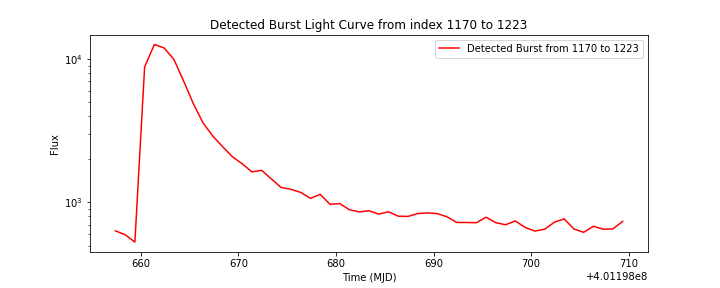 Detected Burst Light Curve from index 1170 to 1223
Detected Burst from 1170 to 1223
10^4
10^3
Flux
660 670 680 690 700 710
Time (MJD)
+4.01198e8